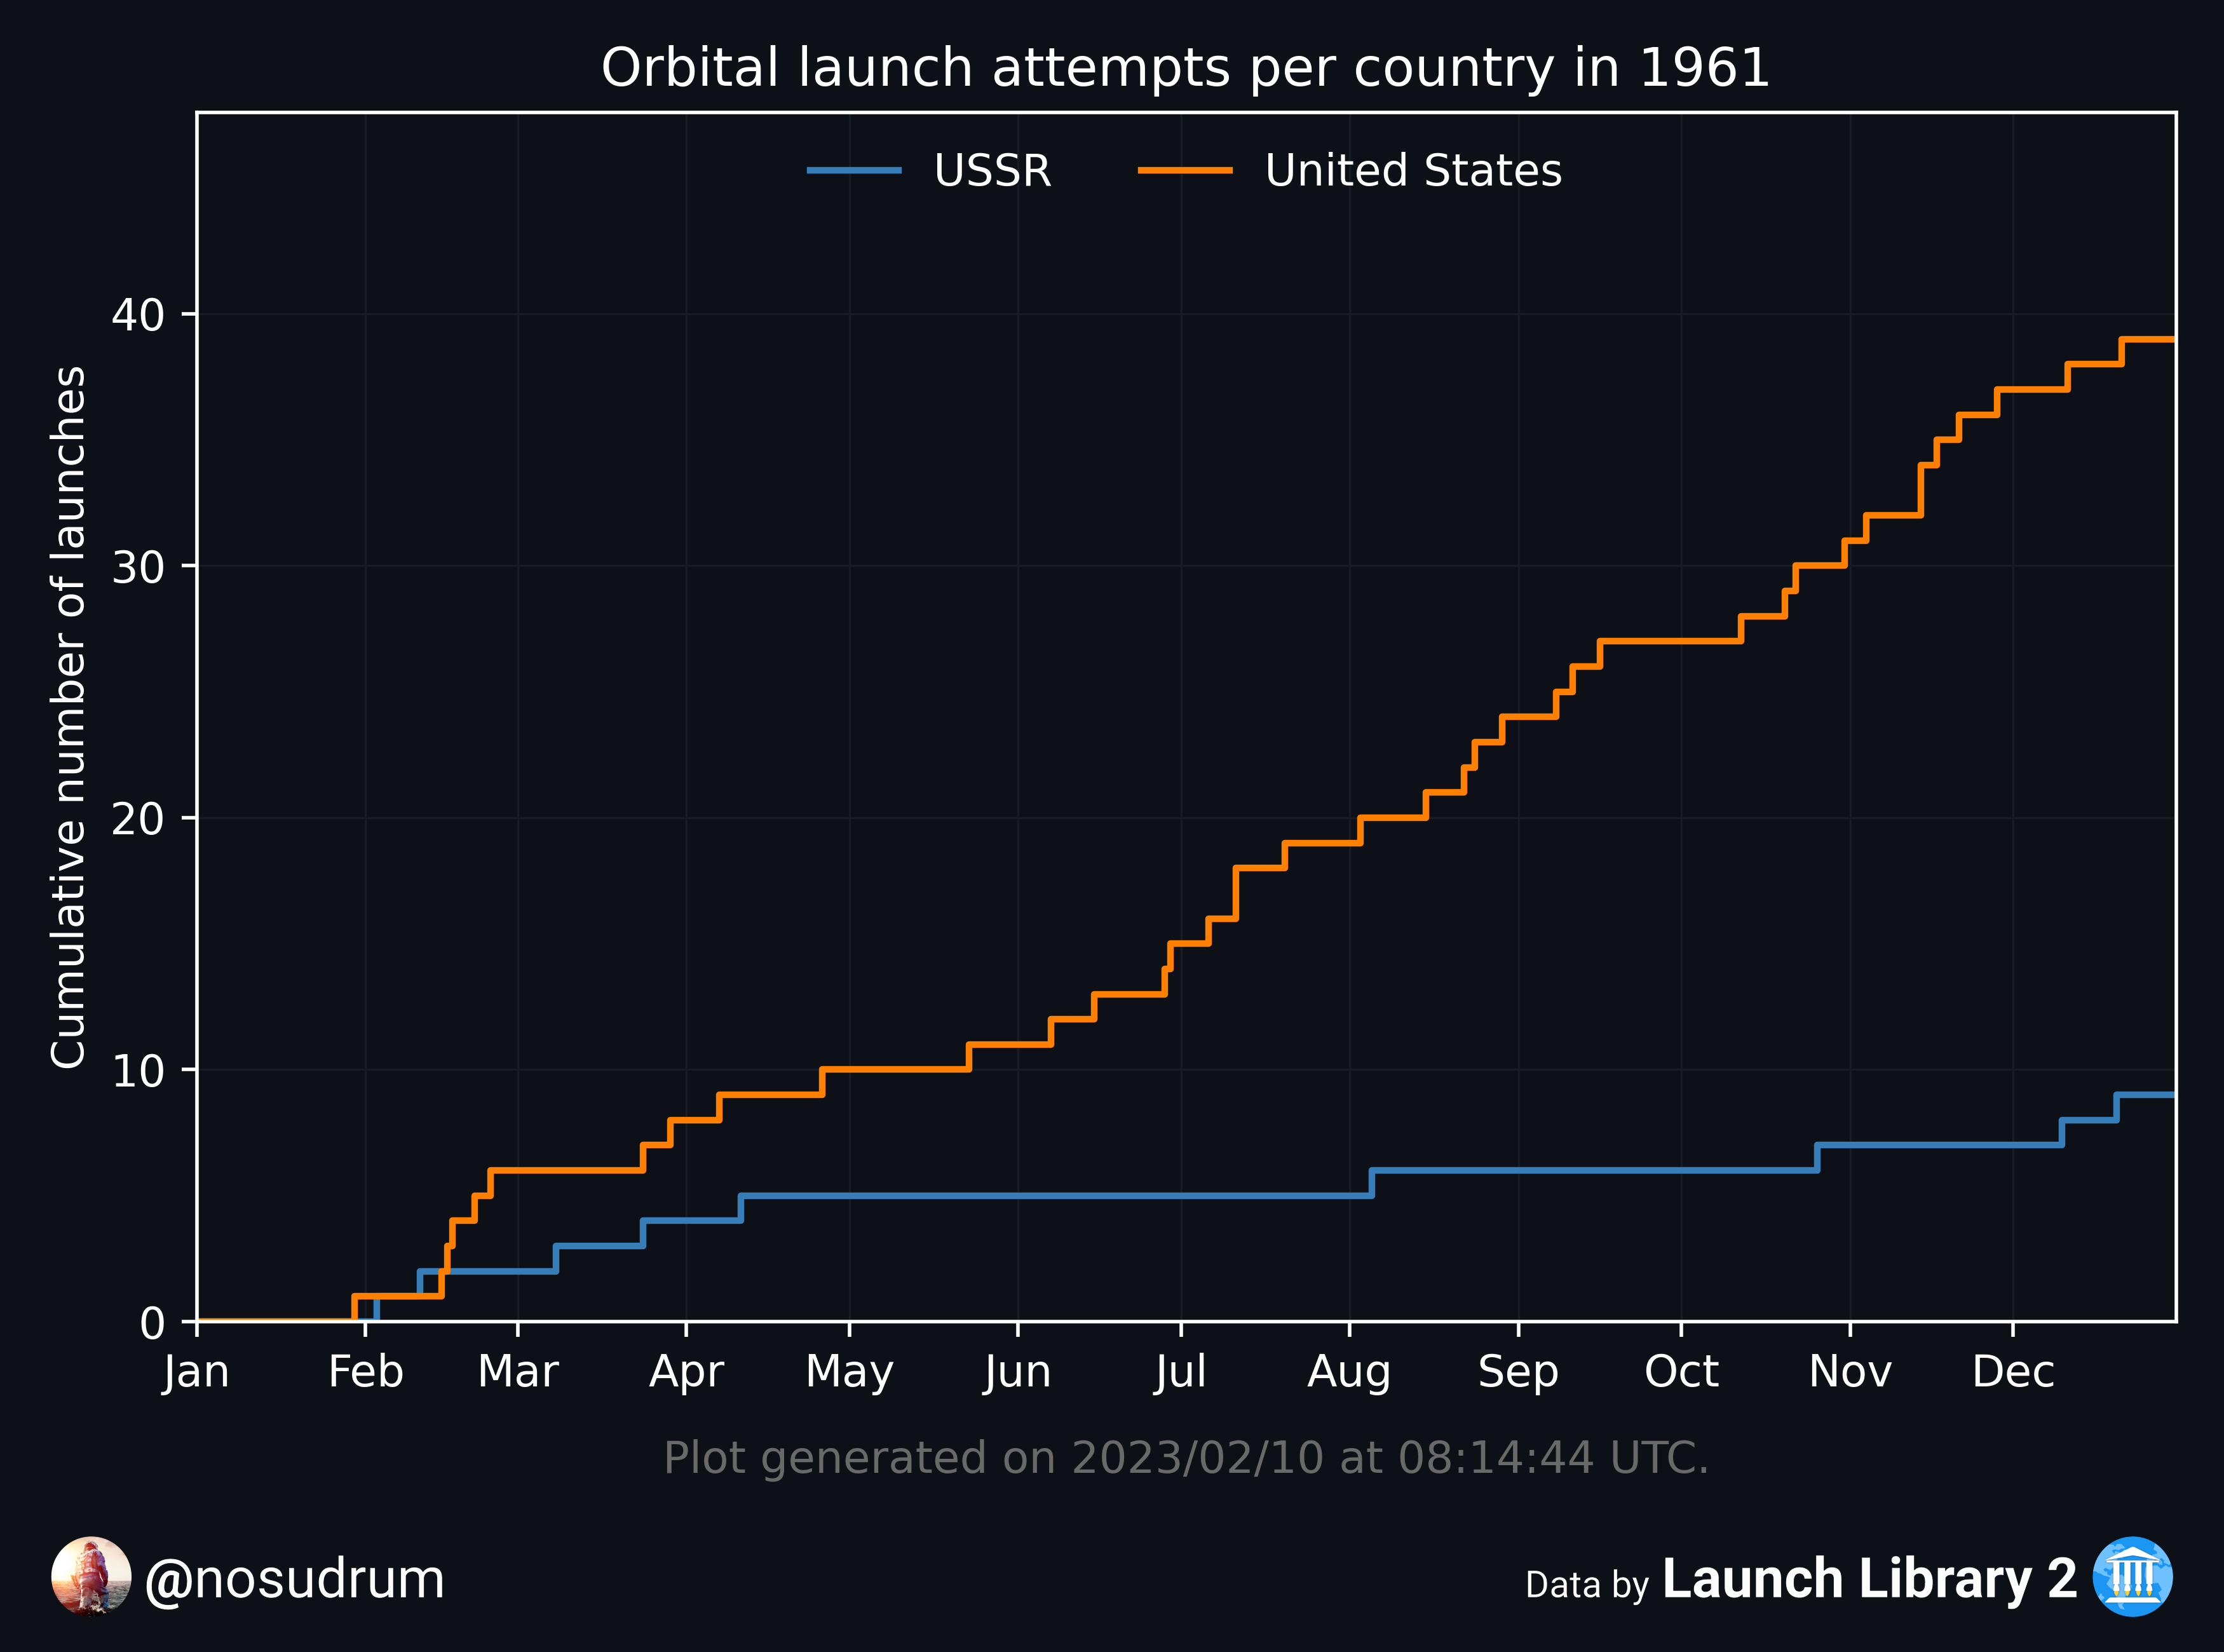 Orbital launch attempts per country in 1961
USSR
United States
Cumulative number of launches
40
30
20
10
0
Jan Feb Mar Apr May Jun Jul Aug Sep Oct Nov Dec
Plot generated on 2023/02/10 at 08:14:44 UTC.
@nosudrum
Data by Launch Library 2